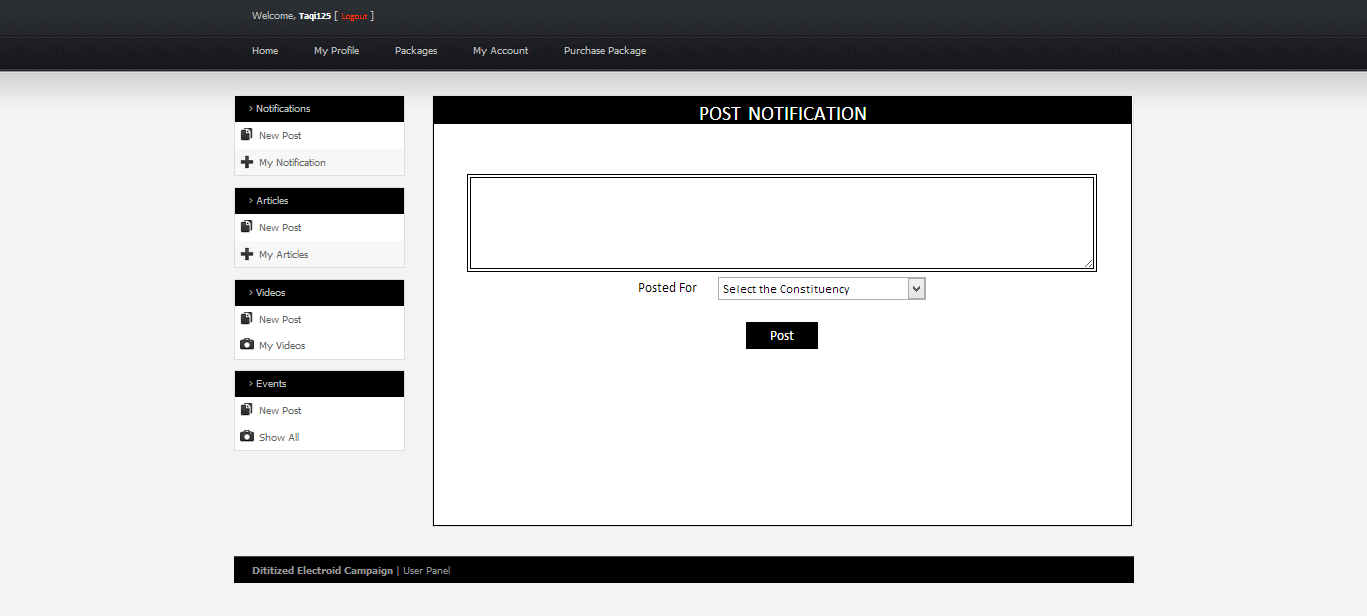 Welcome, Taqi125 [ Logout ]
Home My Profile Packages My Account Purchase Package
› Notifications
New Post
My Notification
› Articles
New Post
My Articles
› Videos
New Post
My Videos
› Events
New Post
Show All
POST NOTIFICATION
Posted For Select the Constituency
Post
Dititized Electroid Campaign | User Panel